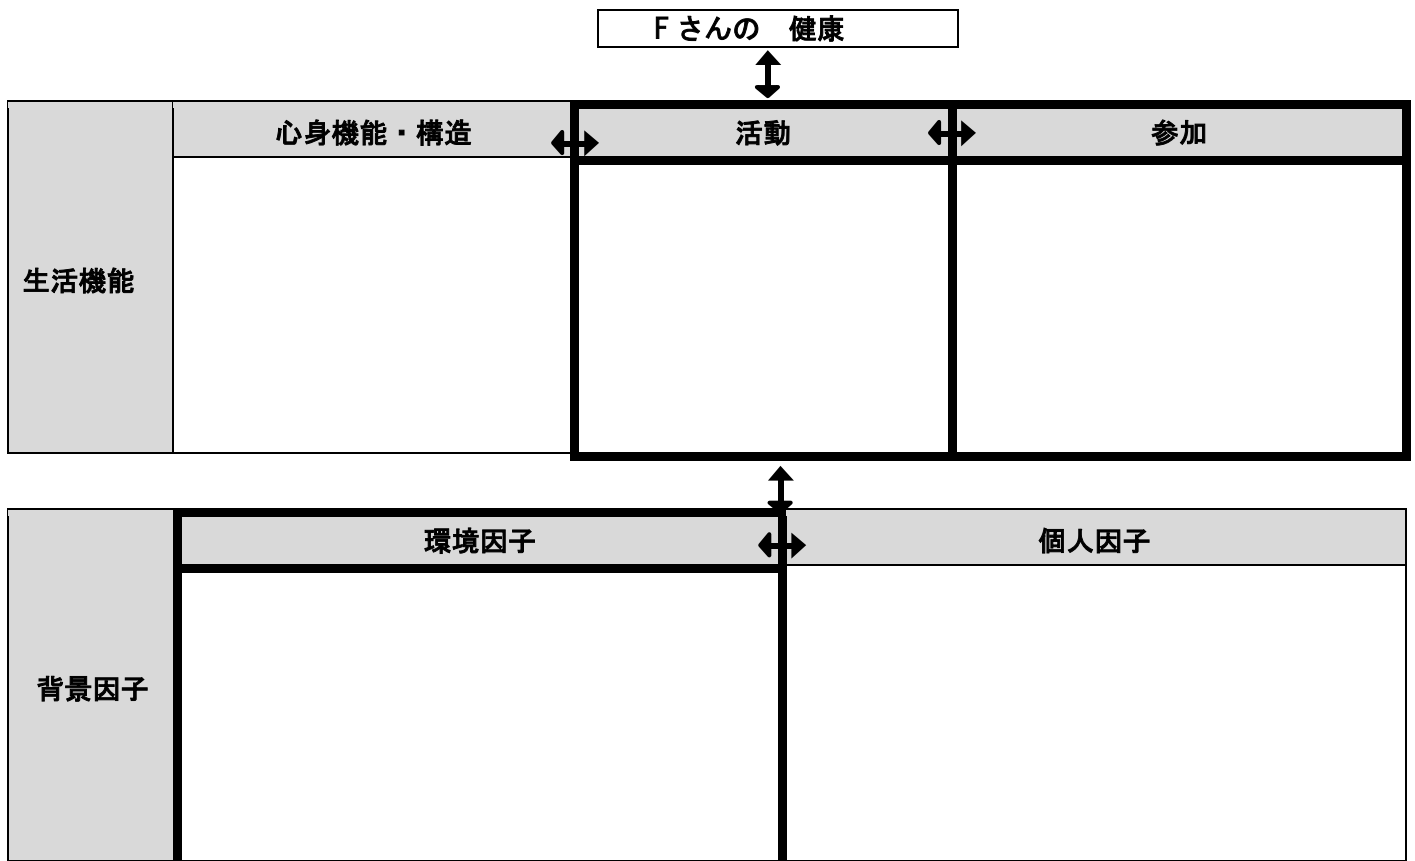 Fさんの　健康
心身機能・構造
活動
参加
生活機能
環境因子
個人因子
背景因子